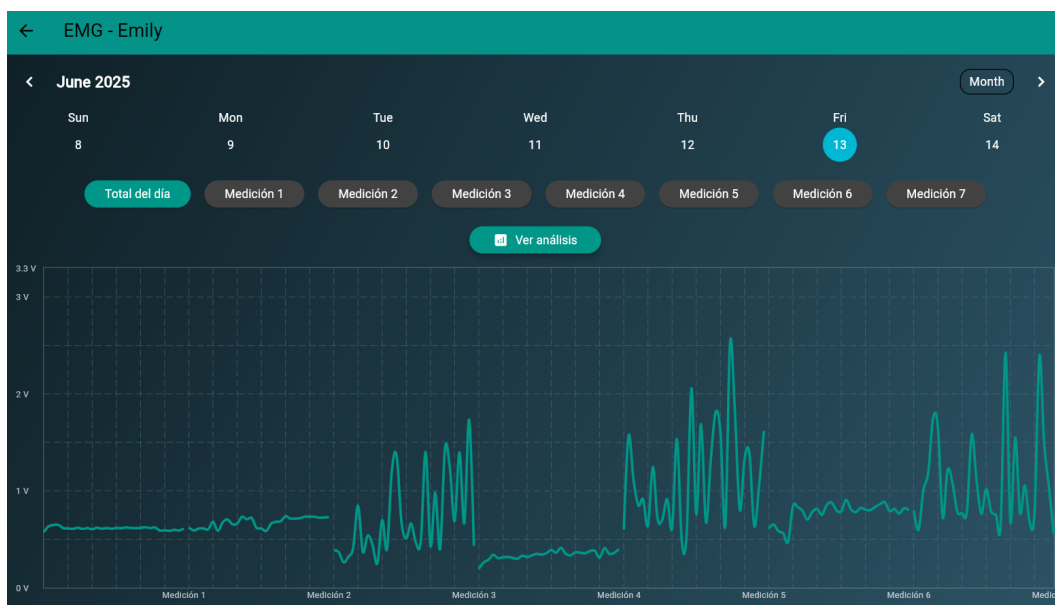 EMG - Emily
June 2025
Month
Sun Mon Tue Wed Thu Fri Sat
8 9 10 11 12 13 14
Total del día Medición 1 Medición 2 Medición 3 Medición 4 Medición 5 Medición 6 Medición 7
Ver análisis
3.3 V
3 V
2 V
1 V
0 V
Medición 1 Medición 2 Medición 3 Medición 4 Medición 5 Medición 6